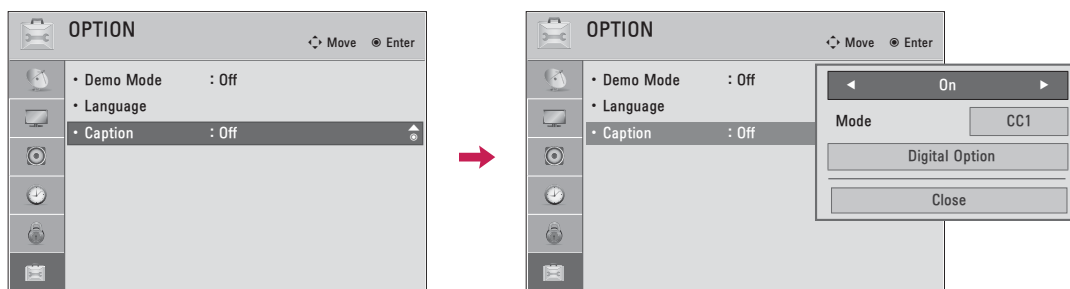 OPTION
Move Enter
• Demo Mode : Off
• Language
• Caption : Off
OPTION
Move Enter
• Demo Mode : Off
• Language
• Caption : Off
◄ On ►
Mode CC1
Digital Option
Close